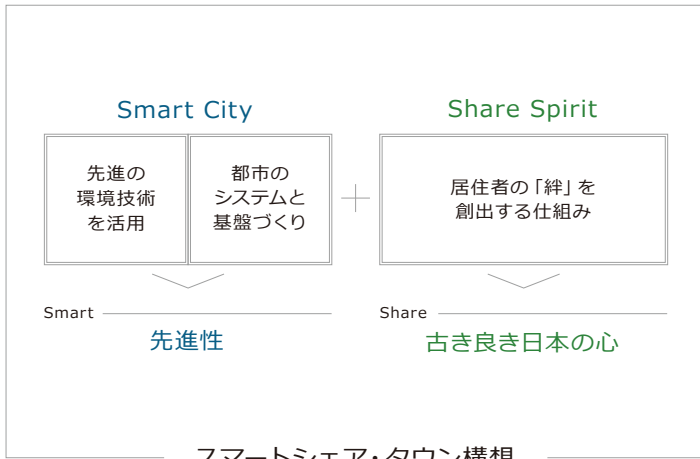 Smart City
Share Spirit
先進の
環境技術
を活用
都市の
システムと
基盤づくり
+
居住者の「絆」を
創出する仕組み
Smart
先進性
Share
古き良き日本の心
スマートシェア・タウン構想